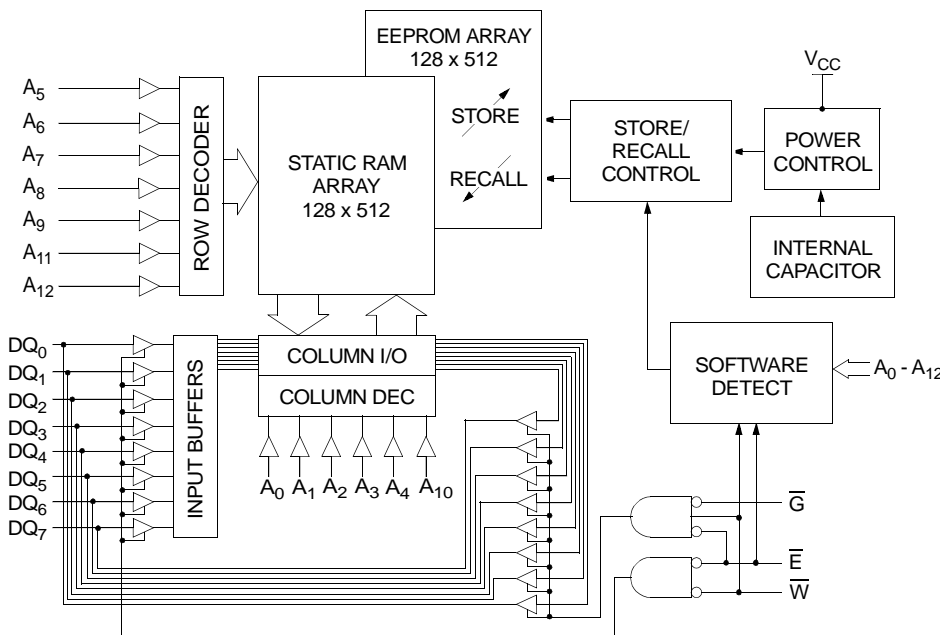 EEPROM ARRAY
128 x 512
STORE
RECALL
STATIC RAM
ARRAY
128 x 512
A5
A6
A7
A8
A9
A11
A12
ROW DECODER
STORE/
RECALL
CONTROL
VCC
POWER
CONTROL
INTERNAL
CAPACITOR
SOFTWARE
DETECT
A0 - A12
DQ0
DQ1
DQ2
DQ3
DQ4
DQ5
DQ6
DQ7
INPUT BUFFERS
COLUMN I/O
COLUMN DEC
A0 A1 A2 A3 A4 A10
G̅
E̅
W̅